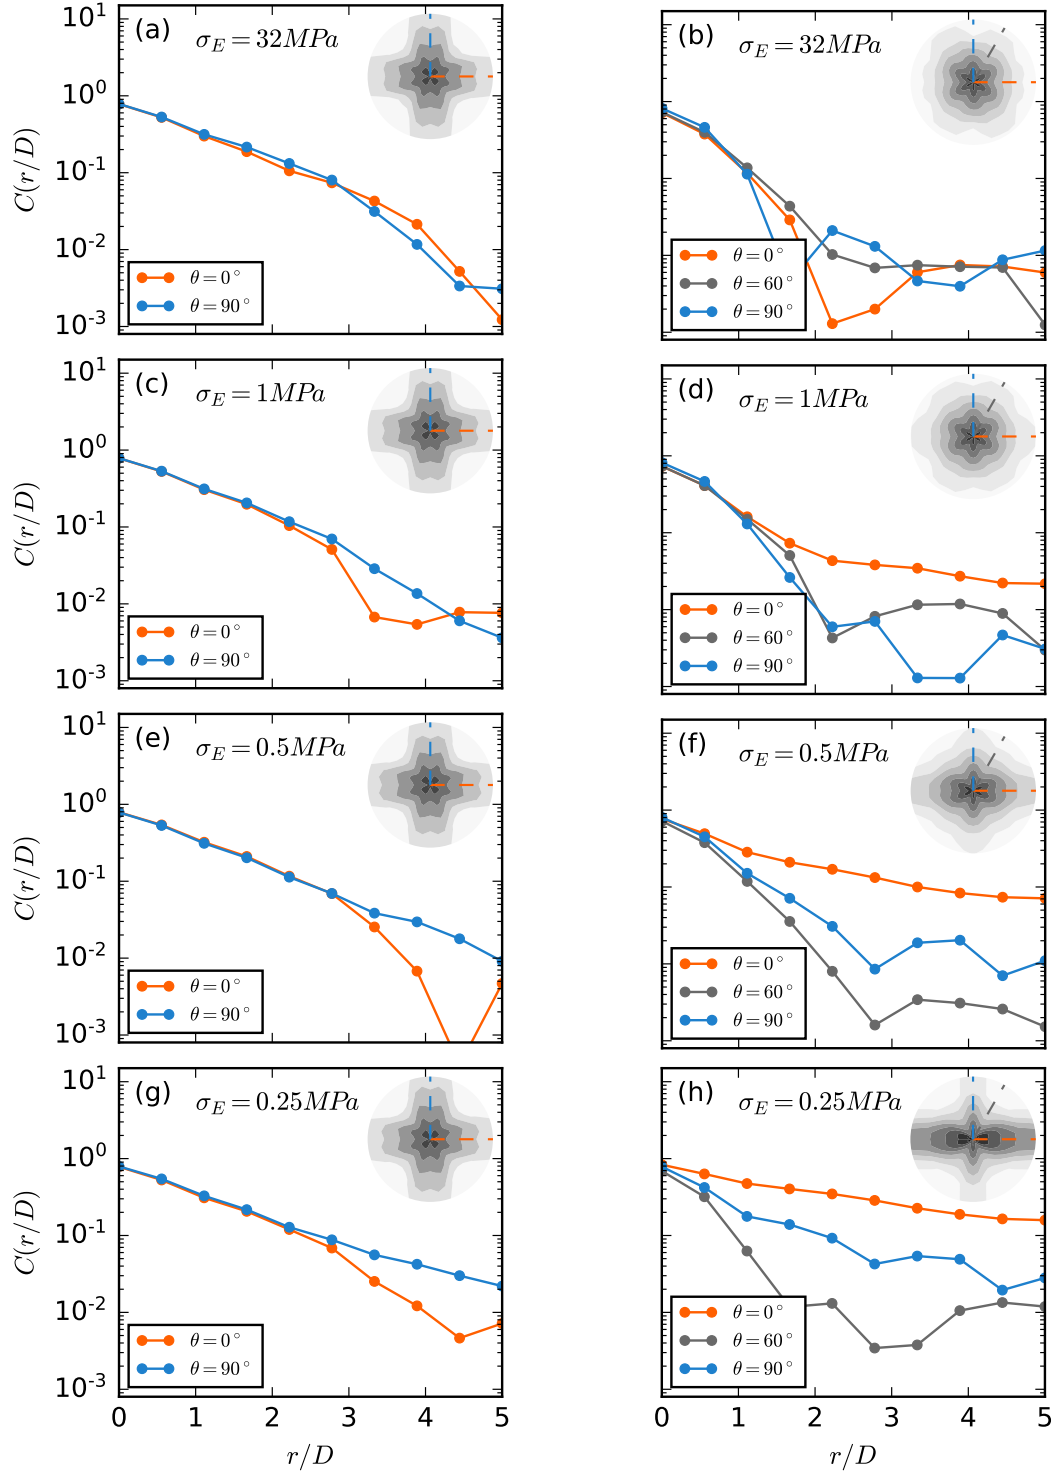 (a) σ_E = 32MPa
(b) σ_E = 32MPa
10^1
10^0
10^-1
10^-2
10^-3
C(r/D)
θ = 0°
θ = 90°
θ = 0°
θ = 60°
θ = 90°
(c) σ_E = 1MPa
(d) σ_E = 1MPa
10^1
10^0
10^-1
10^-2
10^-3
C(r/D)
θ = 0°
θ = 90°
θ = 0°
θ = 60°
θ = 90°
(e) σ_E = 0.5MPa
(f) σ_E = 0.5MPa
10^1
10^0
10^-1
10^-2
10^-3
C(r/D)
θ = 0°
θ = 90°
θ = 0°
θ = 60°
θ = 90°
(g) σ_E = 0.25MPa
(h) σ_E = 0.25MPa
10^1
10^0
10^-1
10^-2
10^-3
C(r/D)
θ = 0°
θ = 90°
θ = 0°
θ = 60°
θ = 90°
0 1 2 3 4 5
0 1 2 3 4 5
r/D
r/D